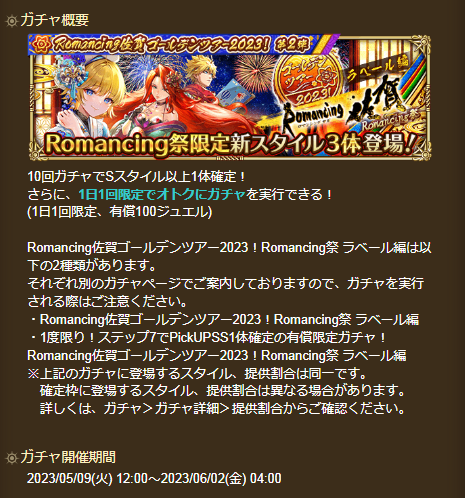 ガチャ概要
Romancing佐賀ゴールデンツアー2023! 第2弾
ゴールデン
ツアー
2023!
ラベール編
Romancing 佐賀
Romancing祭
Romancing祭限定新スタイル3体登場!!
10回ガチャでSスタイル以上1体確定！
さらに、1日1回限定でオトクにガチャを実行できる！
(1日1回限定、有償100ジュエル)
Romancing佐賀ゴールデンツアー2023！Romancing祭 ラベール編は以
下の2種類があります。
それぞれ別のガチャページでご案内しておりますので、ガチャを実行
される際はご注意ください。
・Romancing佐賀ゴールデンツアー2023！Romancing祭 ラベール編
・1度限り！ステップ7でPickUPSS1体確定の有償限定ガチャ！
Romancing佐賀ゴールデンツアー2023！Romancing祭 ラベール編
※上記のガチャに登場するスタイル、提供割合は同一です。
確定枠に登場するスタイル、提供割合は異なる場合があります。
詳しくは、ガチャ＞ガチャ詳細＞提供割合からご確認ください。
ガチャ開催期間
2023/05/09(火) 12:00～2023/06/02(金) 04:00